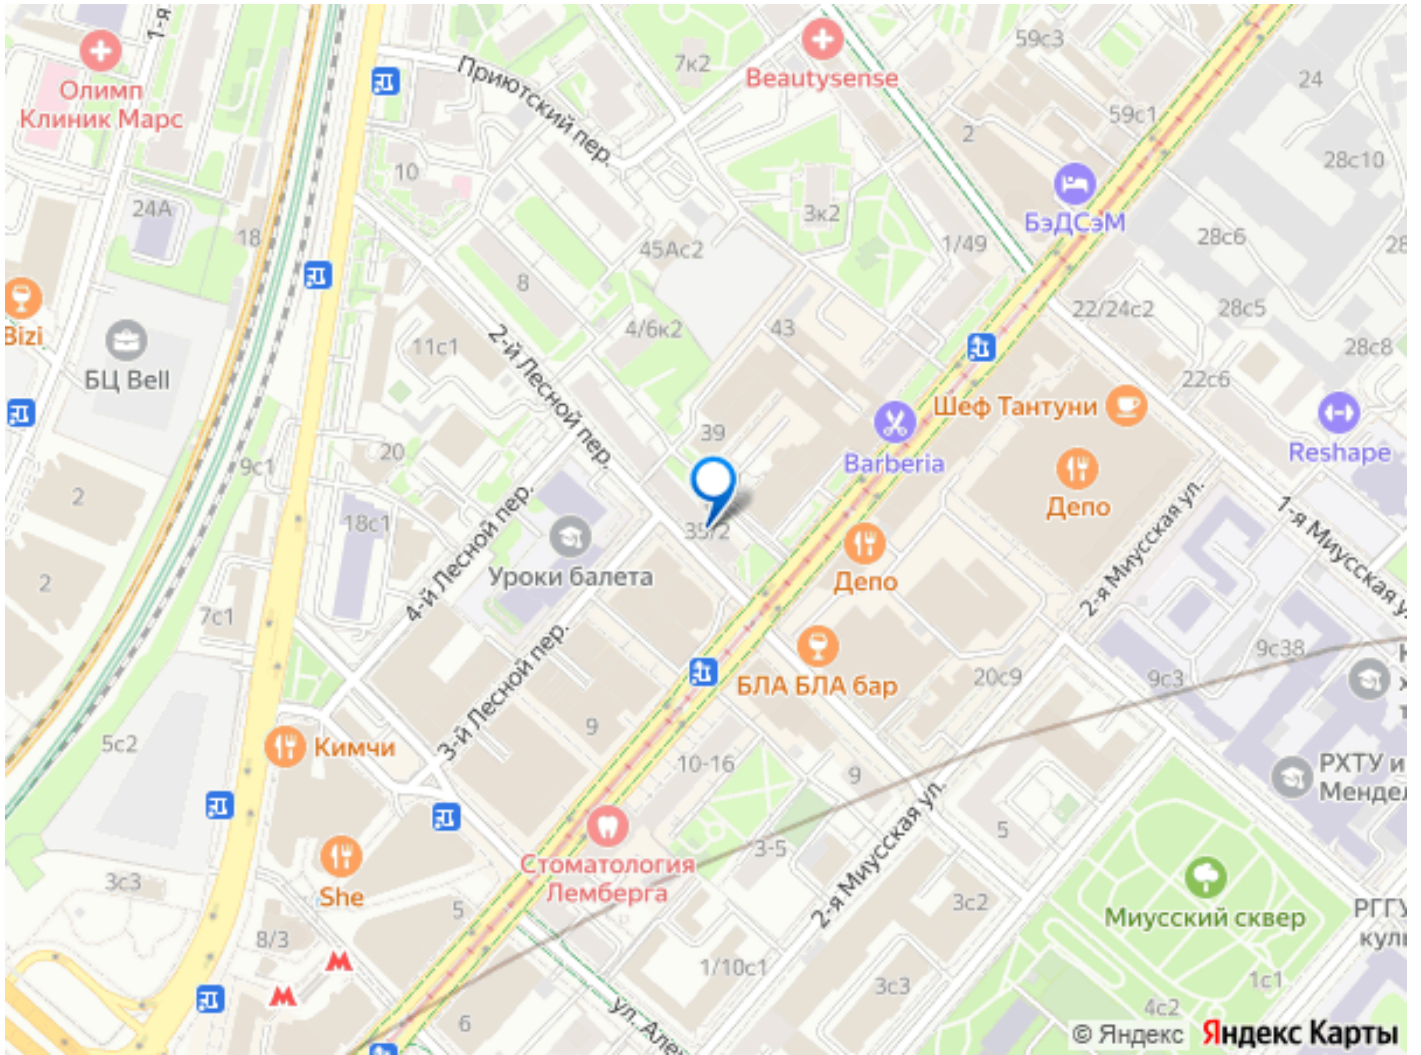 1-я
59с3
7к2
Beautysense
24
Олимп
Клиник Марс
Приютский пер.
59с1
2
28с10
10
24А
3к2
БэДСэМ
18
45Ас2
1/49
28с6
8
22/24с2
28с5
Bizi
4/6к2
43
11с1
2-й Лесной пер.
28с8
БЦ Bell
22с6
Шеф Тантуни
39
Barberia
Reshape
20
9с1
2
Депо
18с1
35/2
4-й Лесной пер.
Уроки балета
Депо
2-я Миусская ул.
1-я Миусская у
2
7с1
3-й Лесной пер.
9с38
БЛА БЛА бар
20с9
9с3
5с2
Кимчи
9
10-16
9
РХТУ и
Мендел
3-5
5
Стоматология
Лемберга
2-я Миусская ул.
3с3
She
5
3с2
Миусский сквер
РГГУ
куль
8/3
1/10с1
3с3
1с1
4с2
6
ул. Але
© Яндекс Яндекс Карты